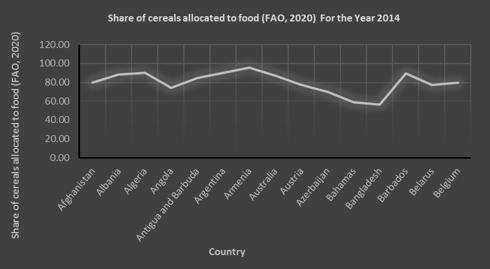 Share of cereals allocated to food (FAO, 2020)  For the Year 2014
Share of cereals allocated to food (FAO, 2020)
120.00
100.00
80.00
60.00
40.00
20.00
0.00
Afghanistan
Albania
Algeria
Angola
Antigua and Barbuda
Argentina
Armenia
Australia
Austria
Azerbaijan
Bahamas
Bangladesh
Barbados
Belarus
Belgium
Country